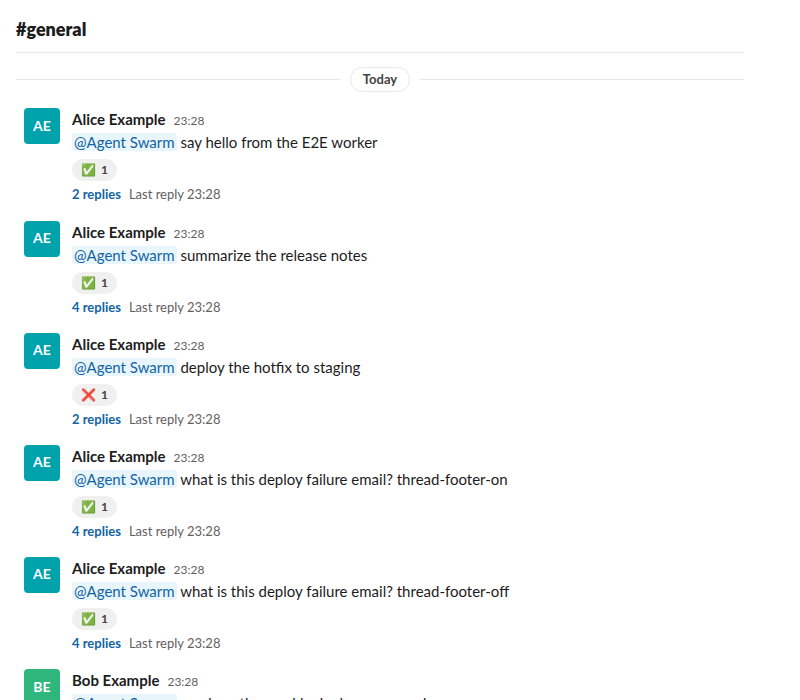 #general
Today
AE
Alice Example 23:28
@Agent Swarm say hello from the E2E worker
✅ 1
2 replies Last reply 23:28
AE
Alice Example 23:28
@Agent Swarm summarize the release notes
✅ 1
4 replies Last reply 23:28
AE
Alice Example 23:28
@Agent Swarm deploy the hotfix to staging
❌ 1
2 replies Last reply 23:28
AE
Alice Example 23:28
@Agent Swarm what is this deploy failure email? thread-footer-on
✅ 1
4 replies Last reply 23:28
AE
Alice Example 23:28
@Agent Swarm what is this deploy failure email? thread-footer-off
✅ 1
4 replies Last reply 23:28
BE
Bob Example 23:28